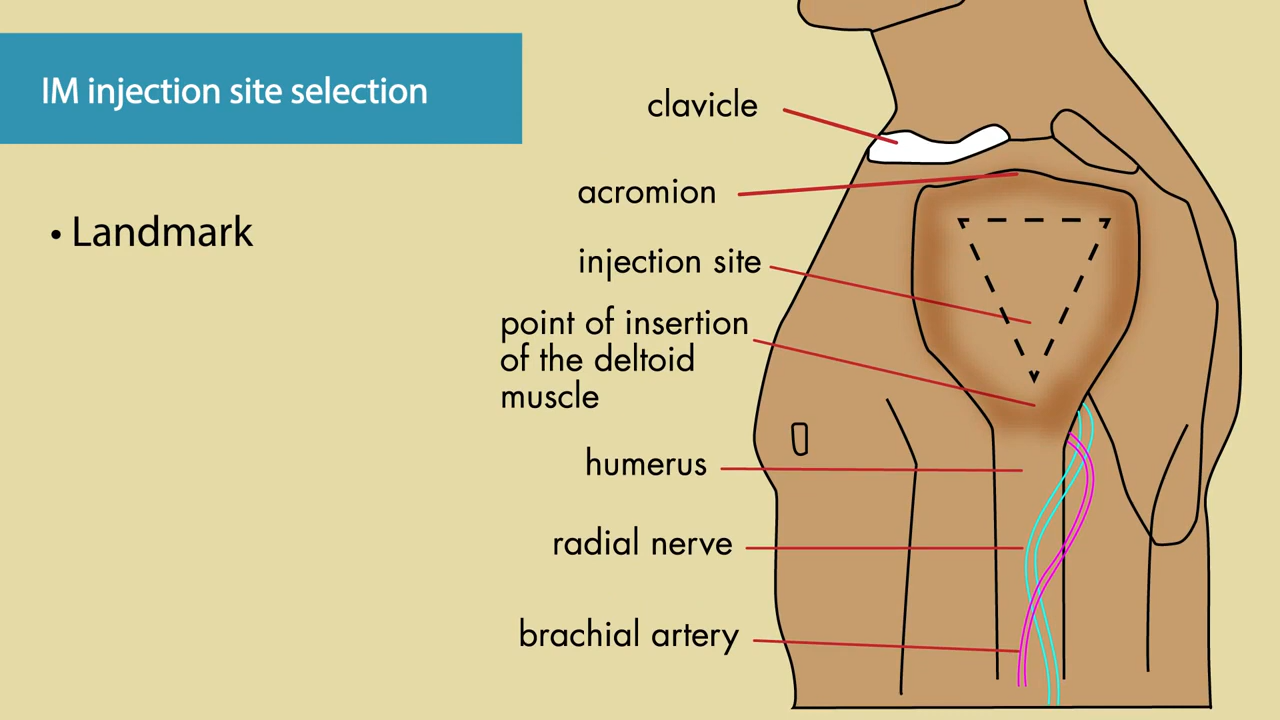 IM injection site selection
• Landmark
clavicle
acromion
injection site
point of insertion
of the deltoid
muscle
humerus
radial nerve
brachial artery